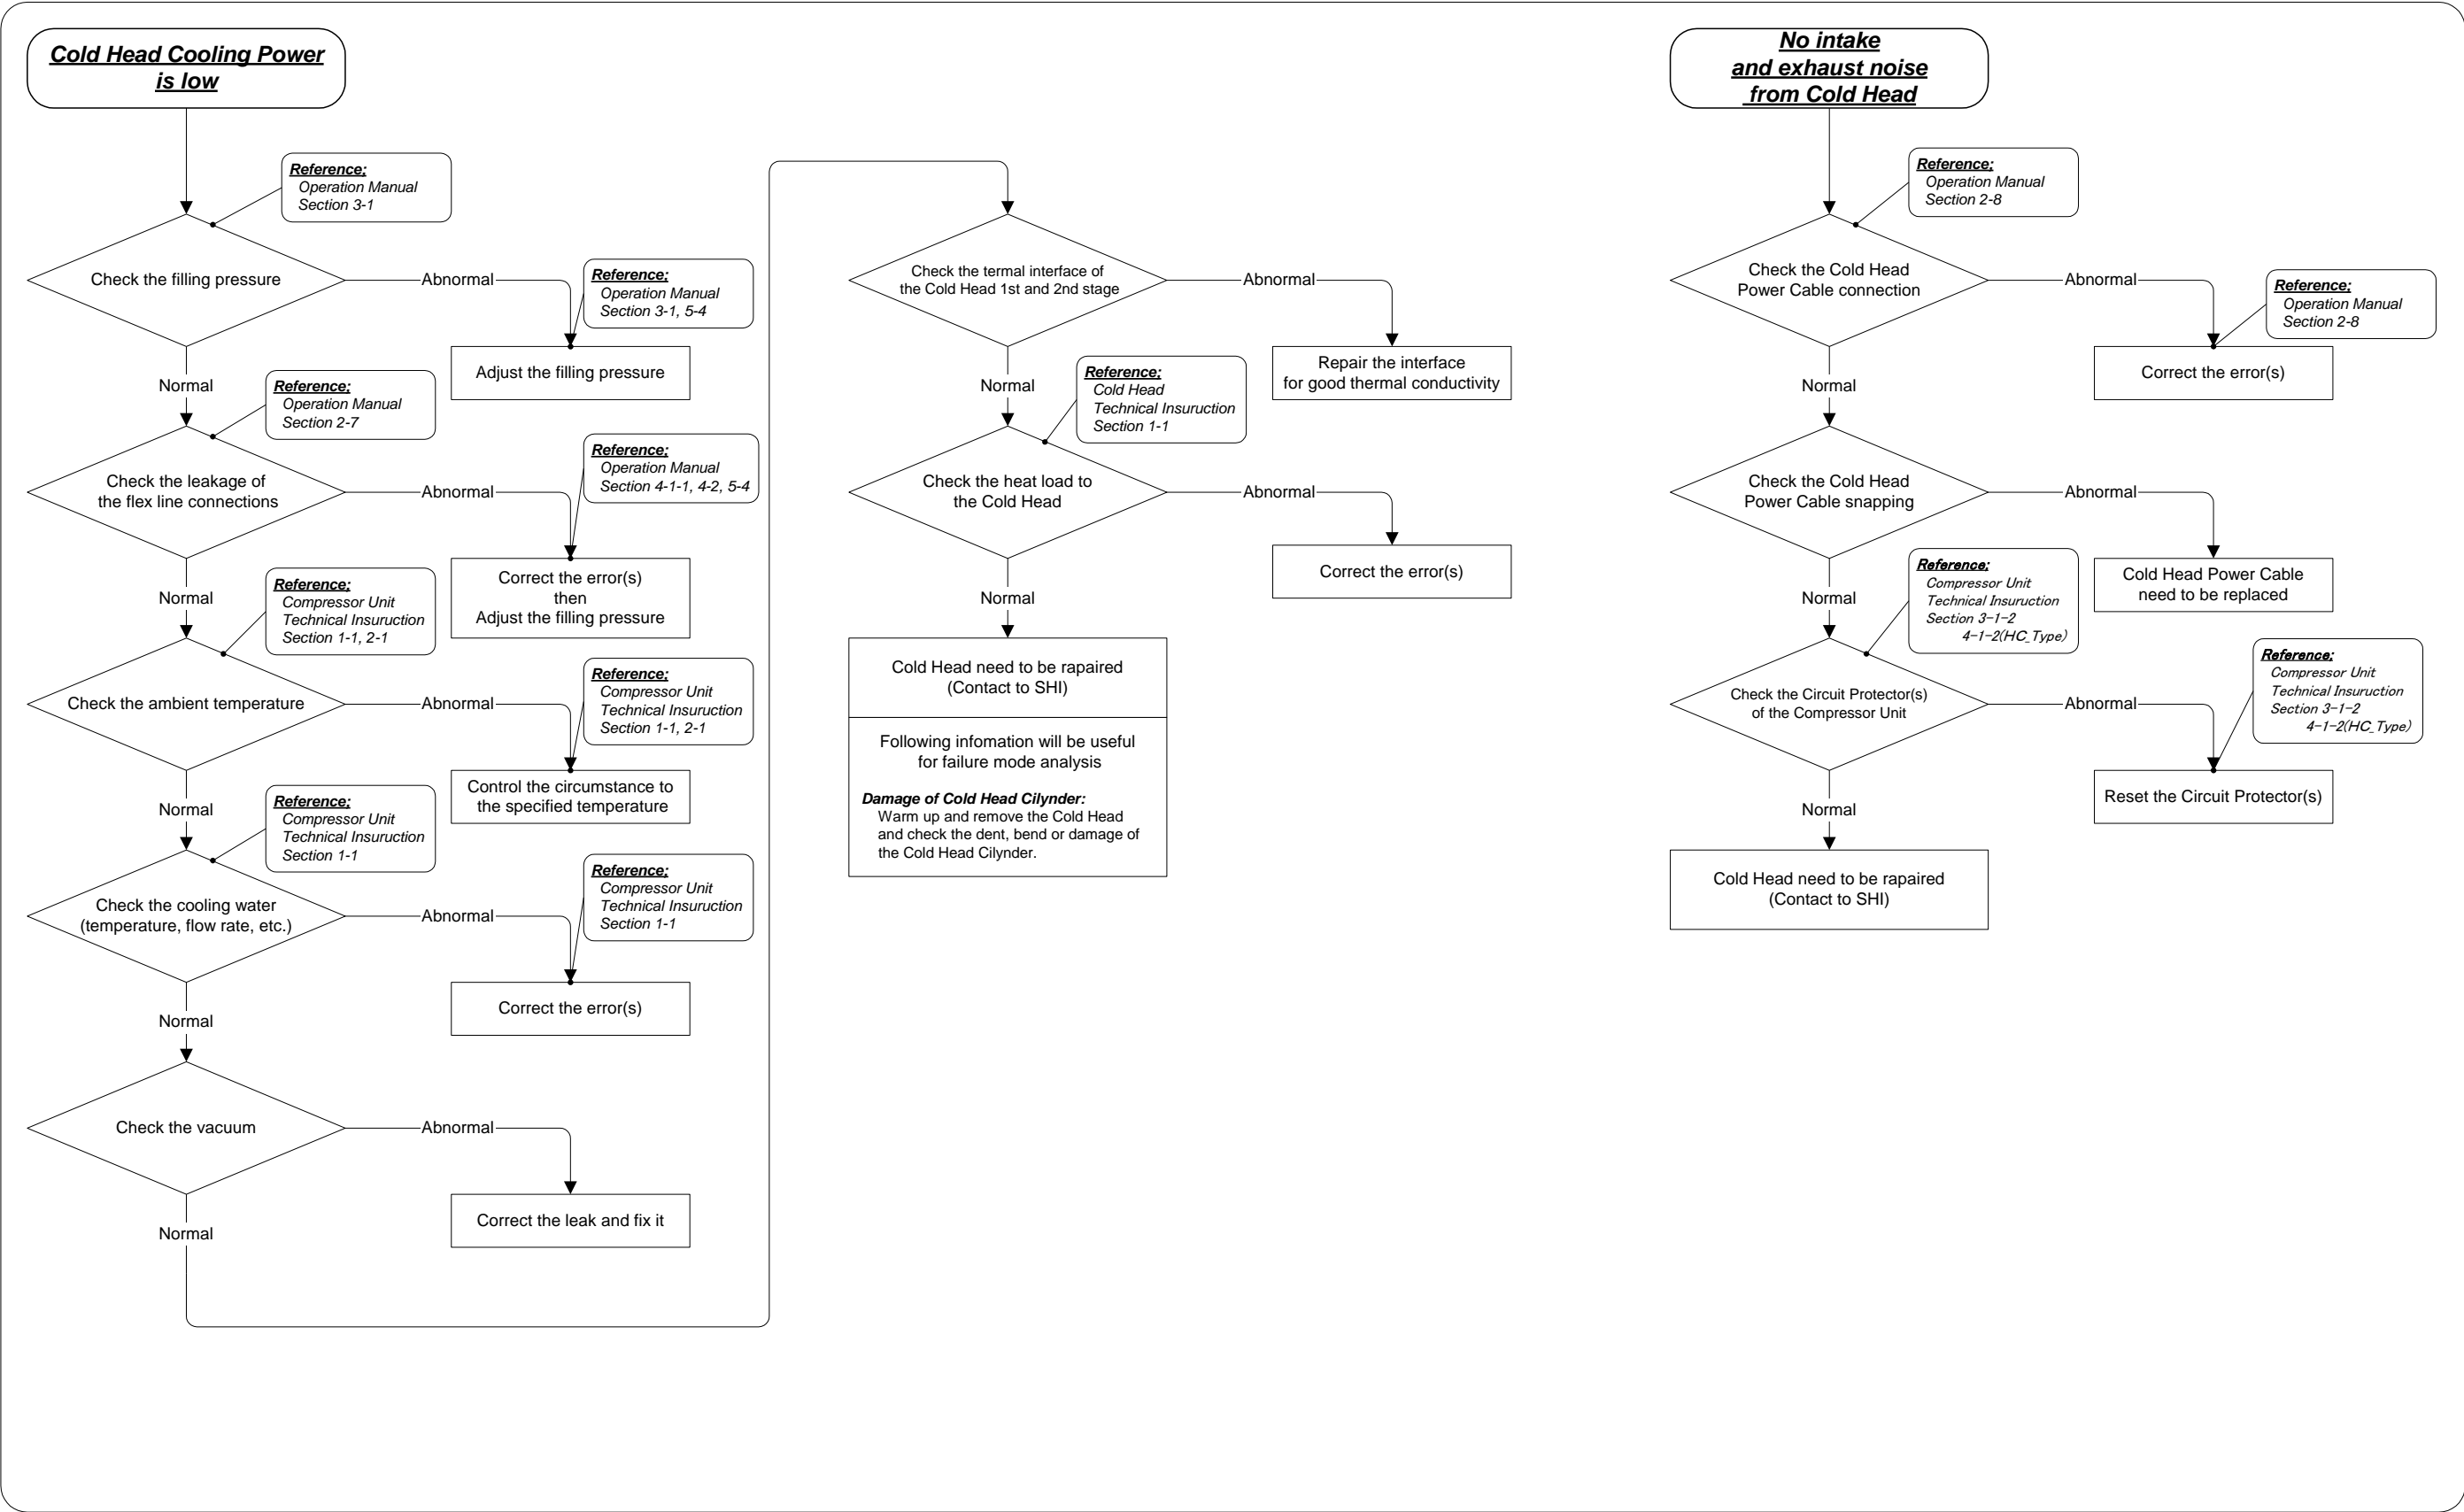 Cold Head Cooling Power
is low
Reference;
Operation Manual
Section 3-1
Check the filling pressure
Abnormal
Reference;
Operation Manual
Section 3-1, 5-4
Adjust the filling pressure
Normal
Reference;
Operation Manual
Section 2-7
Check the leakage of
the flex line connections
Abnormal
Reference;
Operation Manual
Section 4-1-1, 4-2, 5-4
Correct the error(s)
then
Adjust the filling pressure
Normal
Reference;
Compressor Unit
Technical Insuruction
Section 1-1, 2-1
Check the ambient temperature
Abnormal
Reference;
Compressor Unit
Technical Insuruction
Section 1-1, 2-1
Control the circumstance to
the specified temperature
Normal
Reference;
Compressor Unit
Technical Insuruction
Section 1-1
Check the cooling water
(temperature, flow rate, etc.)
Abnormal
Reference;
Compressor Unit
Technical Insuruction
Section 1-1
Correct the error(s)
Normal
Check the vacuum
Abnormal
Correct the leak and fix it
Normal
Check the termal interface of
the Cold Head 1st and 2nd stage
Abnormal
Repair the interface
for good thermal conductivity
Normal
Reference;
Cold Head
Technical Insuruction
Section 1-1
Check the heat load to
the Cold Head
Abnormal
Correct the error(s)
Normal
Cold Head need to be rapaired
(Contact to SHI)
Following infomation will be useful
for failure mode analysis
Damage of Cold Head Cilynder:
Warm up and remove the Cold Head
and check the dent, bend or damage of
the Cold Head Cilynder.
No intake
and exhaust noise
from Cold Head
Reference;
Operation Manual
Section 2-8
Check the Cold Head
Power Cable connection
Abnormal
Reference;
Operation Manual
Section 2-8
Correct the error(s)
Normal
Check the Cold Head
Power Cable snapping
Abnormal
Cold Head Power Cable
need to be replaced
Normal
Reference;
Compressor Unit
Technical Insuruction
Section 3-1-2
4-1-2(HC_Type)
Check the Circuit Protector(s)
of the Compressor Unit
Abnormal
Reference;
Compressor Unit
Technical Insuruction
Section 3-1-2
4-1-2(HC_Type)
Reset the Circuit Protector(s)
Normal
Cold Head need to be rapaired
(Contact to SHI)